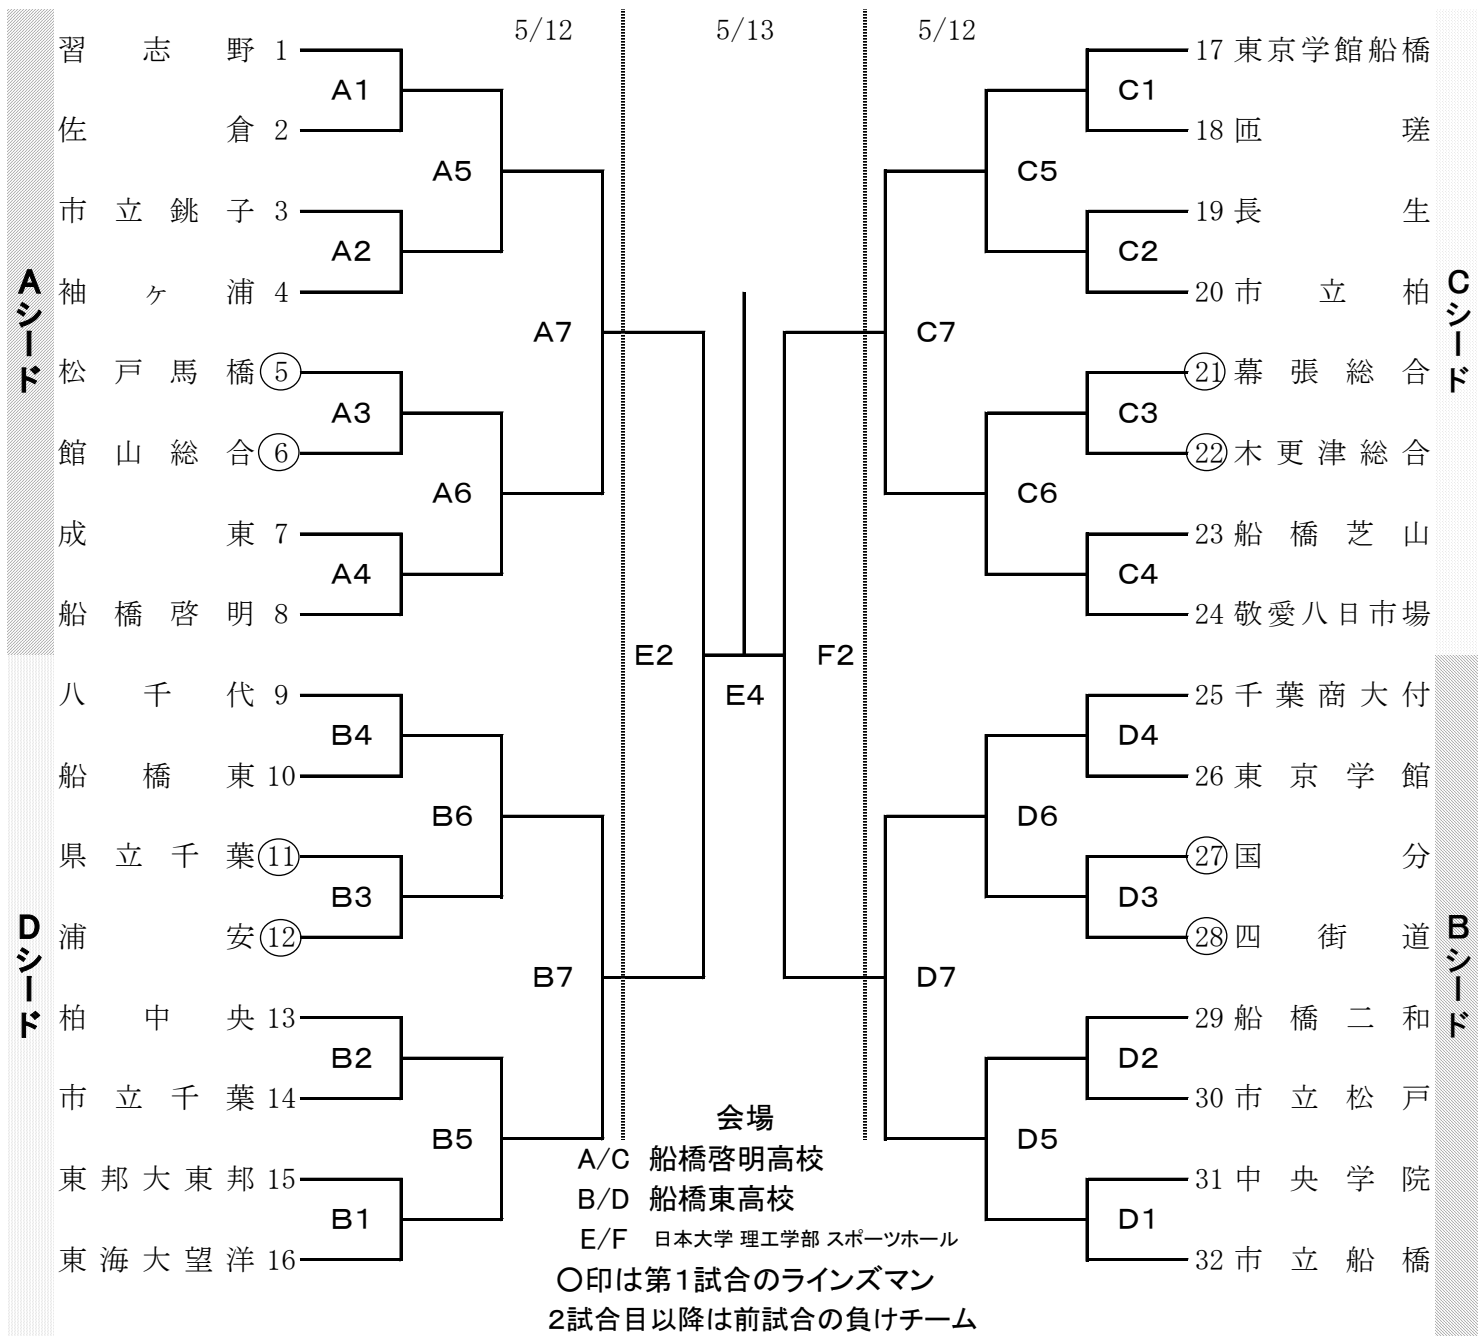 5/12
5/13
5/12
Aシード
Dシード
Cシード
Bシード
習志野 1
佐倉 2
市立銚子 3
袖ヶ浦 4
松戸馬橋 5
館山総合 6
成東 7
船橋啓明 8
八千代 9
船橋東 10
県立千葉 11
浦安 12
柏中央 13
市立千葉 14
東邦大東邦 15
東海大望洋 16
A1
A2
A3
A4
B4
B3
B2
B1
A5
A6
B6
B5
A7
B7
E2
E4
F2
C7
D7
C5
C6
D6
D5
C1
C2
C3
C4
D4
D3
D2
D1
17 東京学館船橋
18 匝瑳
19 長生
20 市立柏
21 幕張総合
22 木更津総合
23 船橋芝山
24 敬愛八日市場
25 千葉商大付
26 東京学館
27 国分
28 四街道
29 船橋二和
30 市立松戸
31 中央学院
32 市立船橋
会場
A/C 船橋啓明高校
B/D 船橋東高校
E/F 日本大学 理工学部 スポーツホール
○印は第1試合のラインズマン
2試合目以降は前試合の負けチーム